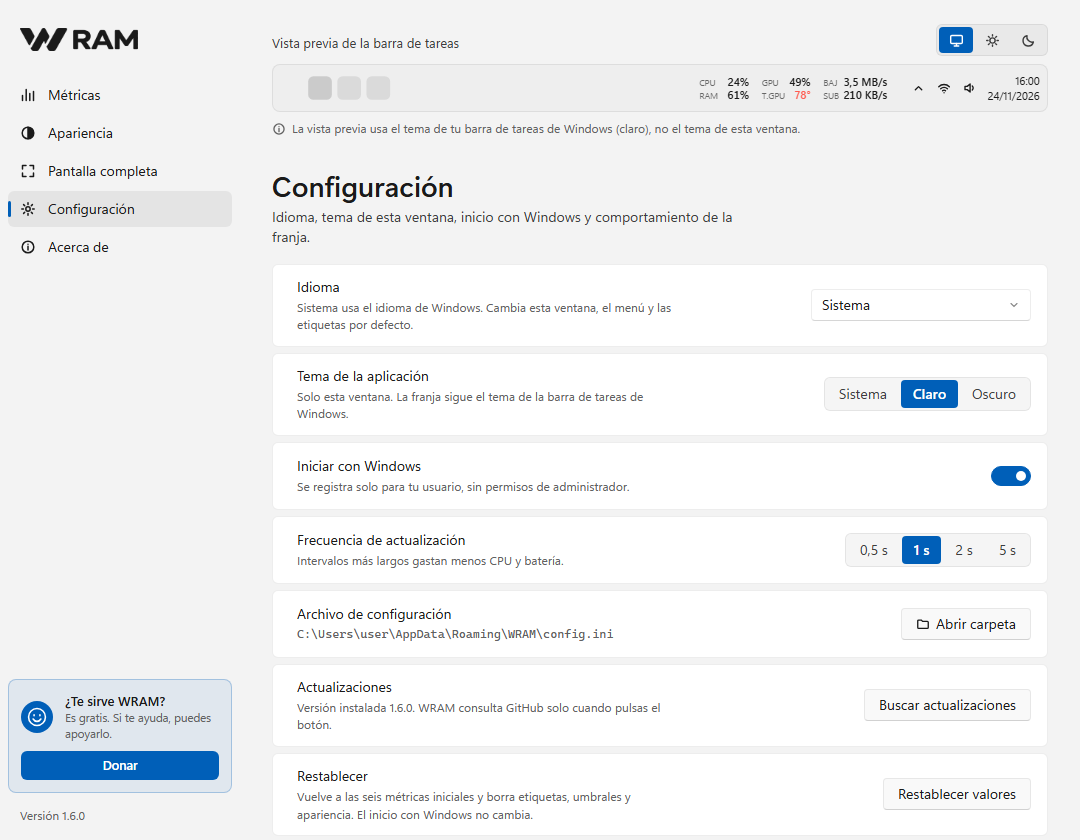 WRAM
Métricas
Apariencia
Pantalla completa
Configuración
Acerca de
¿Te sirve WRAM?
Es gratis. Si te ayuda, puedes
apoyarlo.
Donar
Versión 1.6.0
Vista previa de la barra de tareas
CPU 24% GPU 49% BAJ 3,5 MB/s
RAM 61% T.GPU 78° SUB 210 KB/s
16:00
24/11/2026
La vista previa usa el tema de tu barra de tareas de Windows (claro), no el tema de esta ventana.
Configuración
Idioma, tema de esta ventana, inicio con Windows y comportamiento de la
franja.
Idioma
Sistema usa el idioma de Windows. Cambia esta ventana, el menú y las
etiquetas por defecto.
Sistema
Tema de la aplicación
Solo esta ventana. La franja sigue el tema de la barra de tareas de
Windows.
Sistema Claro Oscuro
Iniciar con Windows
Se registra solo para tu usuario, sin permisos de administrador.
Frecuencia de actualización
Intervalos más largos gastan menos CPU y batería.
0,5 s 1 s 2 s 5 s
Archivo de configuración
C:\Users\user\AppData\Roaming\WRAM\config.ini
Abrir carpeta
Actualizaciones
Versión instalada 1.6.0. WRAM consulta GitHub solo cuando pulsas el
botón.
Buscar actualizaciones
Restablecer
Vuelve a las seis métricas iniciales y borra etiquetas, umbrales y
apariencia. El inicio con Windows no cambia.
Restablecer valores